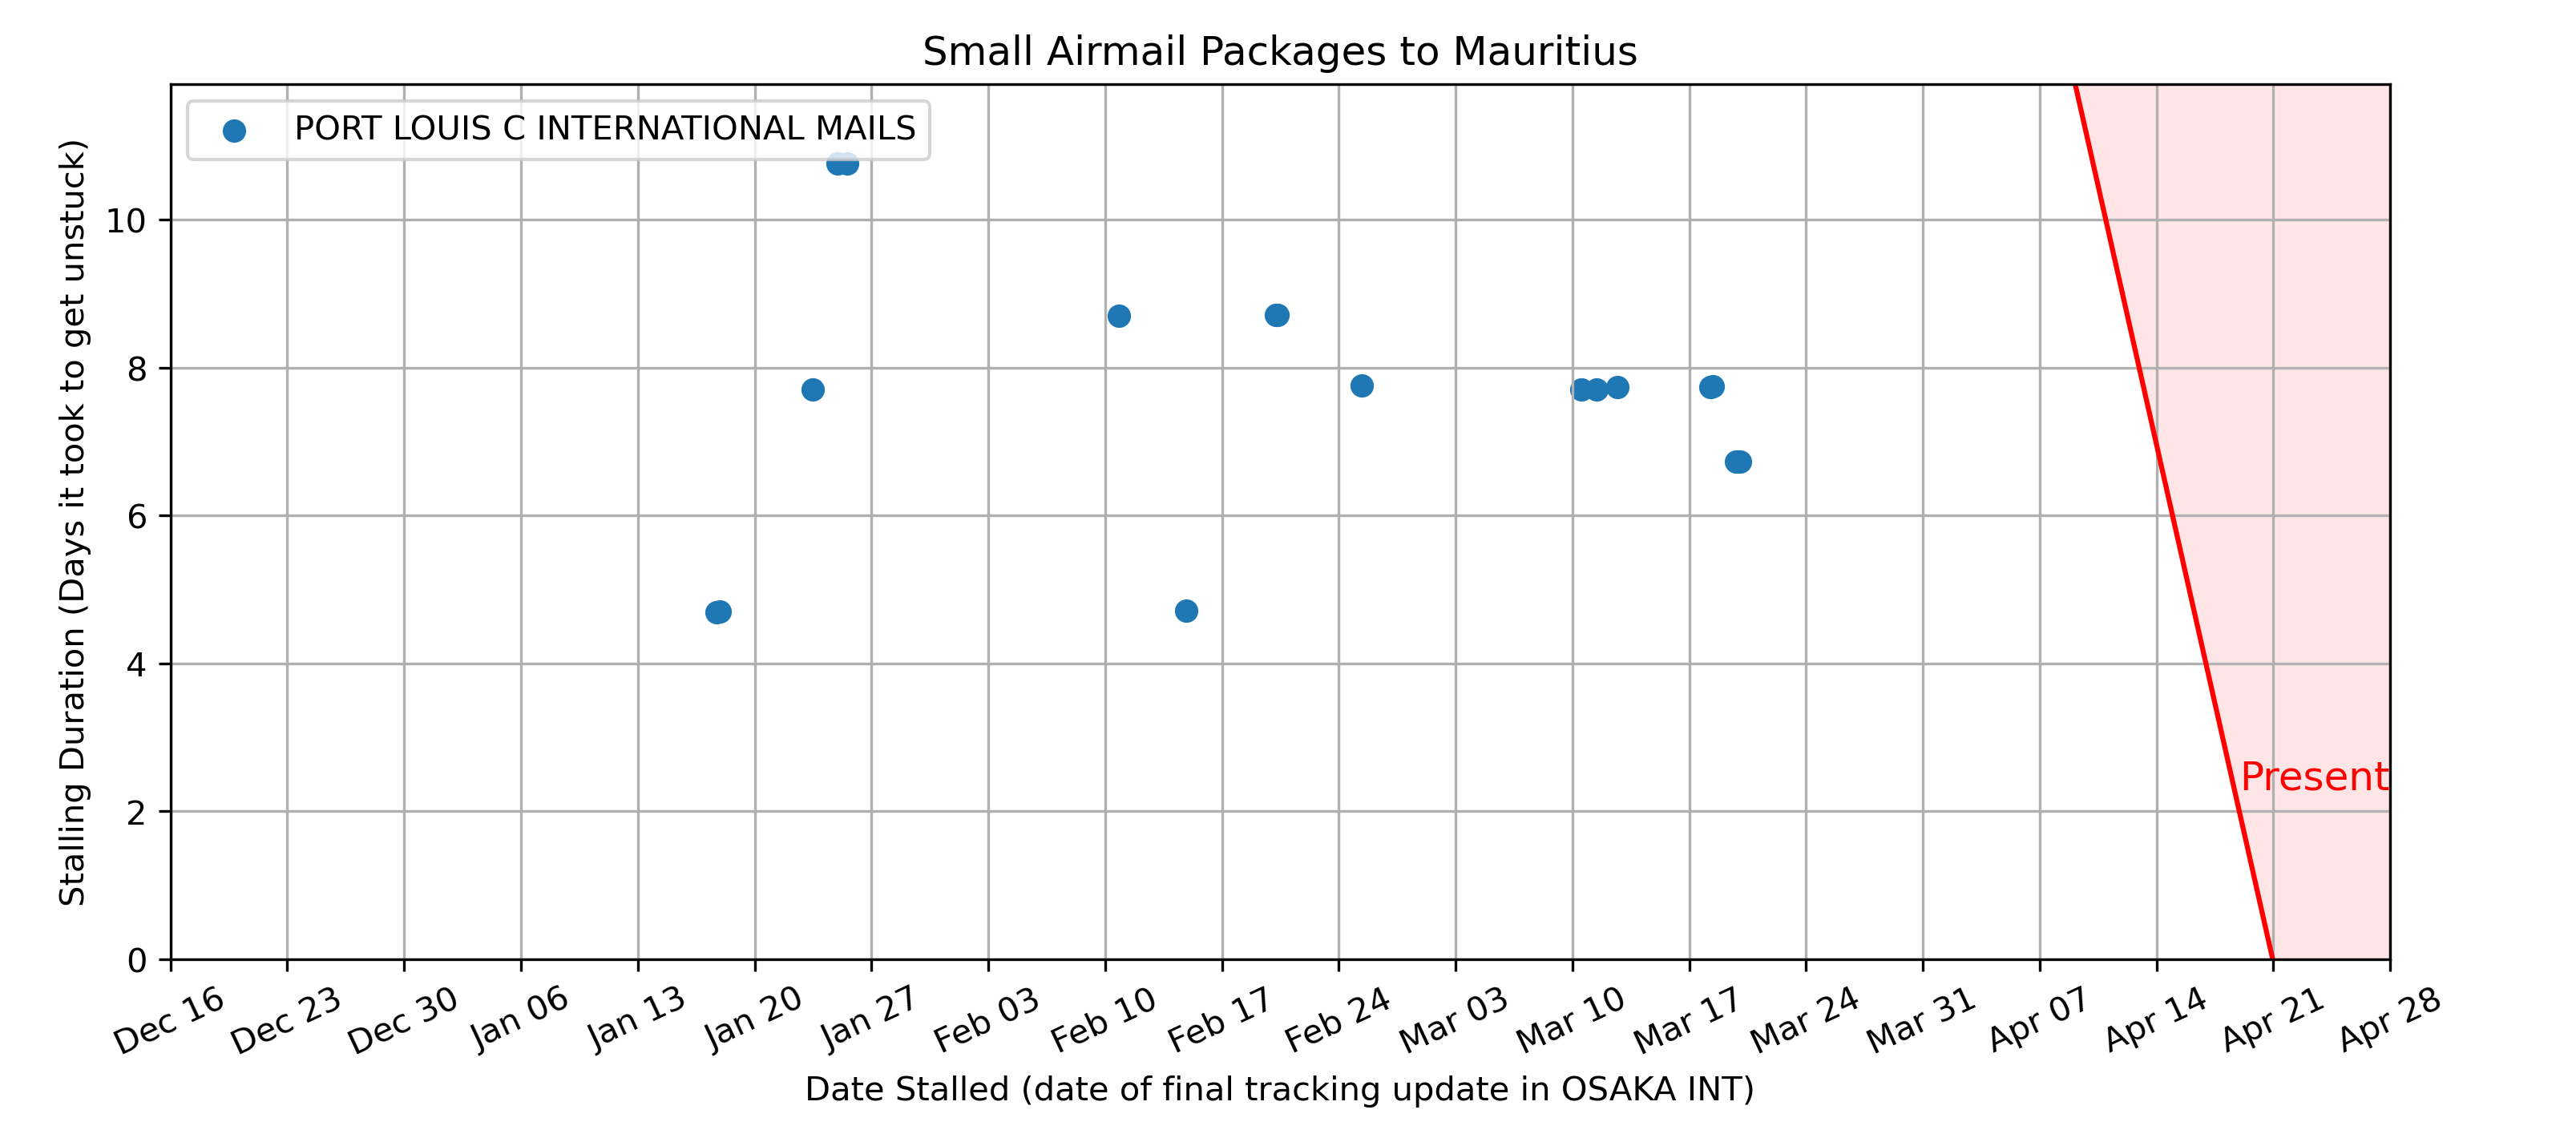 Small Airmail Packages to Mauritius
PORT LOUIS C INTERNATIONAL MAILS
Stalling Duration (Days it took to get unstuck)
10
8
6
4
2
0
Present
Dec 16 Dec 23 Dec 30 Jan 06 Jan 13 Jan 20 Jan 27 Feb 03 Feb 10 Feb 17 Feb 24 Mar 03 Mar 10 Mar 17 Mar 24 Mar 31 Apr 07 Apr 14 Apr 21 Apr 28
Date Stalled (date of final tracking update in OSAKA INT)